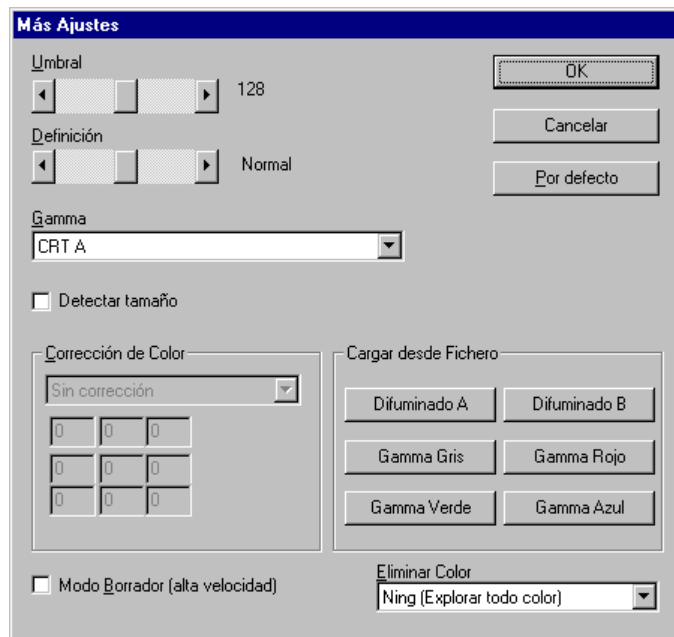 Más Ajustes
Umbral
128
OK
Cancelar
Definición
Normal
Por defecto
Gamma
CRT A
Detectar tamaño
Corrección de Color
Sin corrección
0 0 0
0 0 0
0 0 0
Cargar desde Fichero
Difuminado A Difuminado B
Gamma Gris Gamma Rojo
Gamma Verde Gamma Azul
Modo Borrador (alta velocidad)
Eliminar Color
Ning (Explorar todo color)